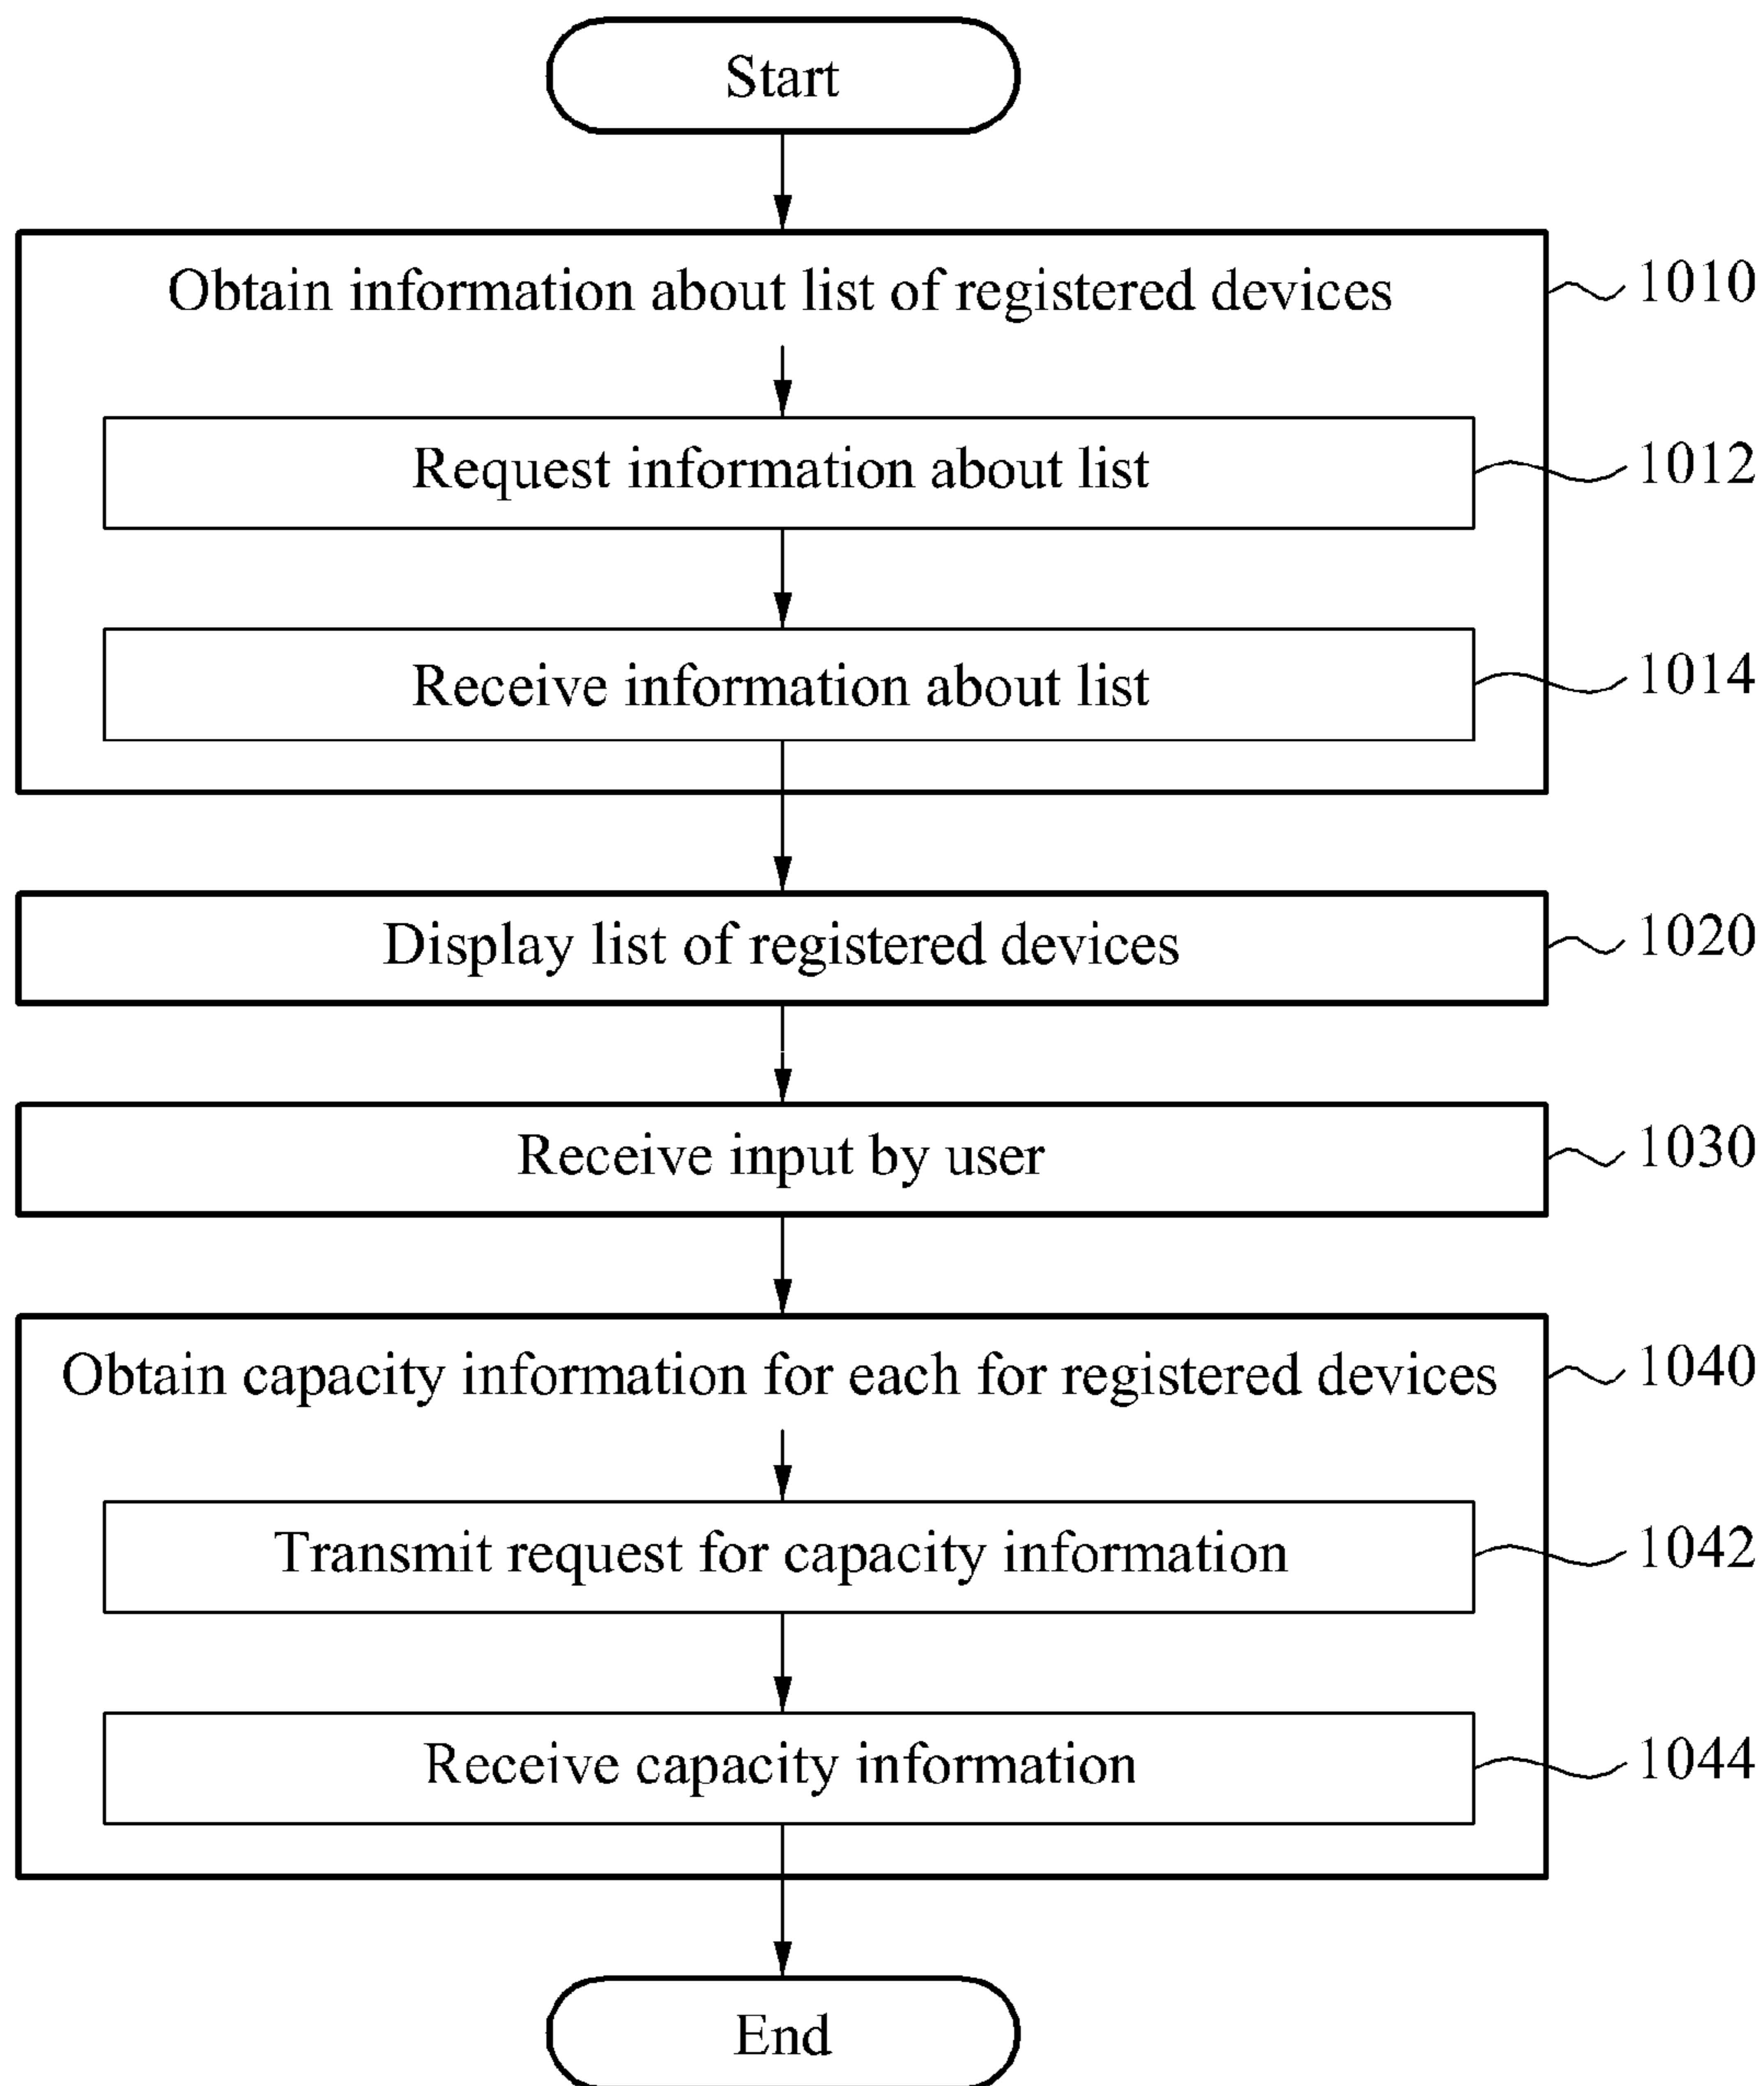 Start
Obtain information about list of registered devices
1010
Request information about list
1012
Receive information about list
1014
Display list of registered devices
1020
Receive input by user
1030
Obtain capacity information for each for registered devices
1040
Transmit request for capacity information
1042
Receive capacity information
1044
End